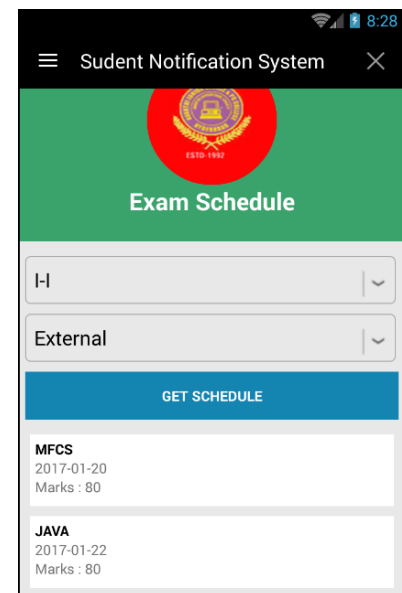 8:28
Sudent Notification System
ESTD-1992
Exam Schedule
I-I
External
GET SCHEDULE
MFCS
2017-01-20
Marks : 80
JAVA
2017-01-22
Marks : 80